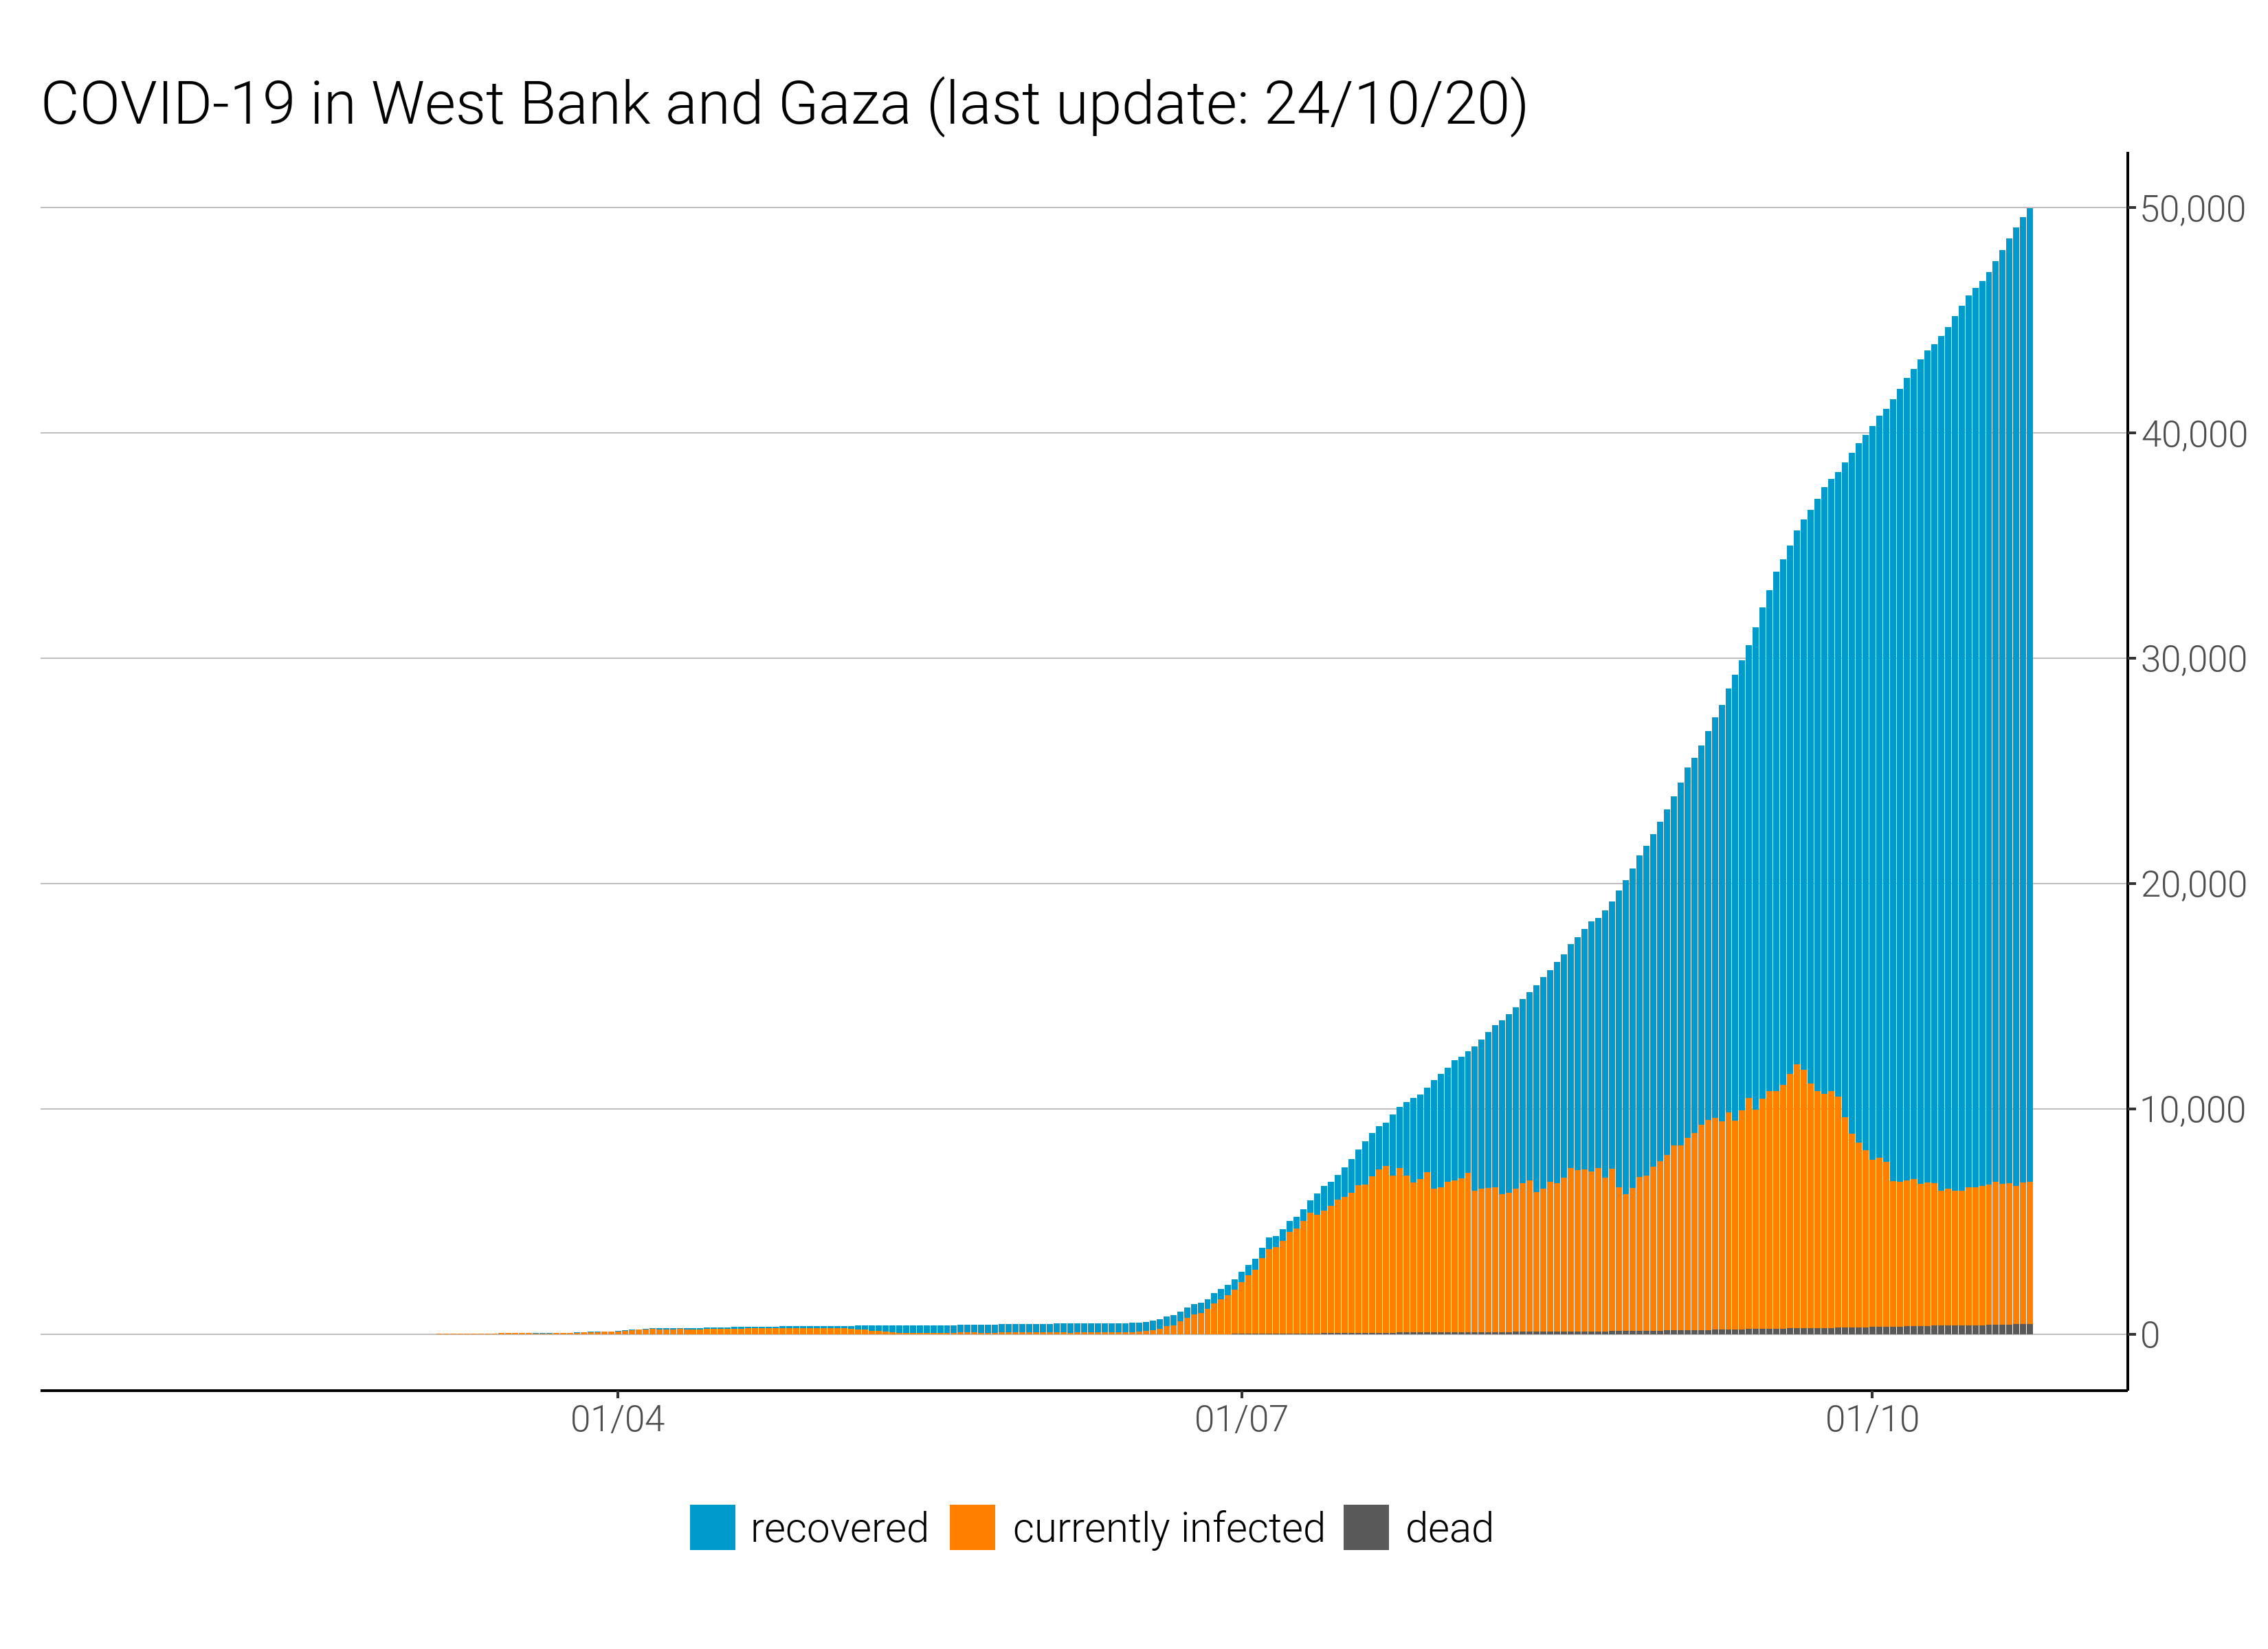 COVID-19 in West Bank and Gaza (last update: 24/10/20)
50,000
40,000
30,000
20,000
10,000
0
01/04 01/07 01/10
recovered currently infected dead